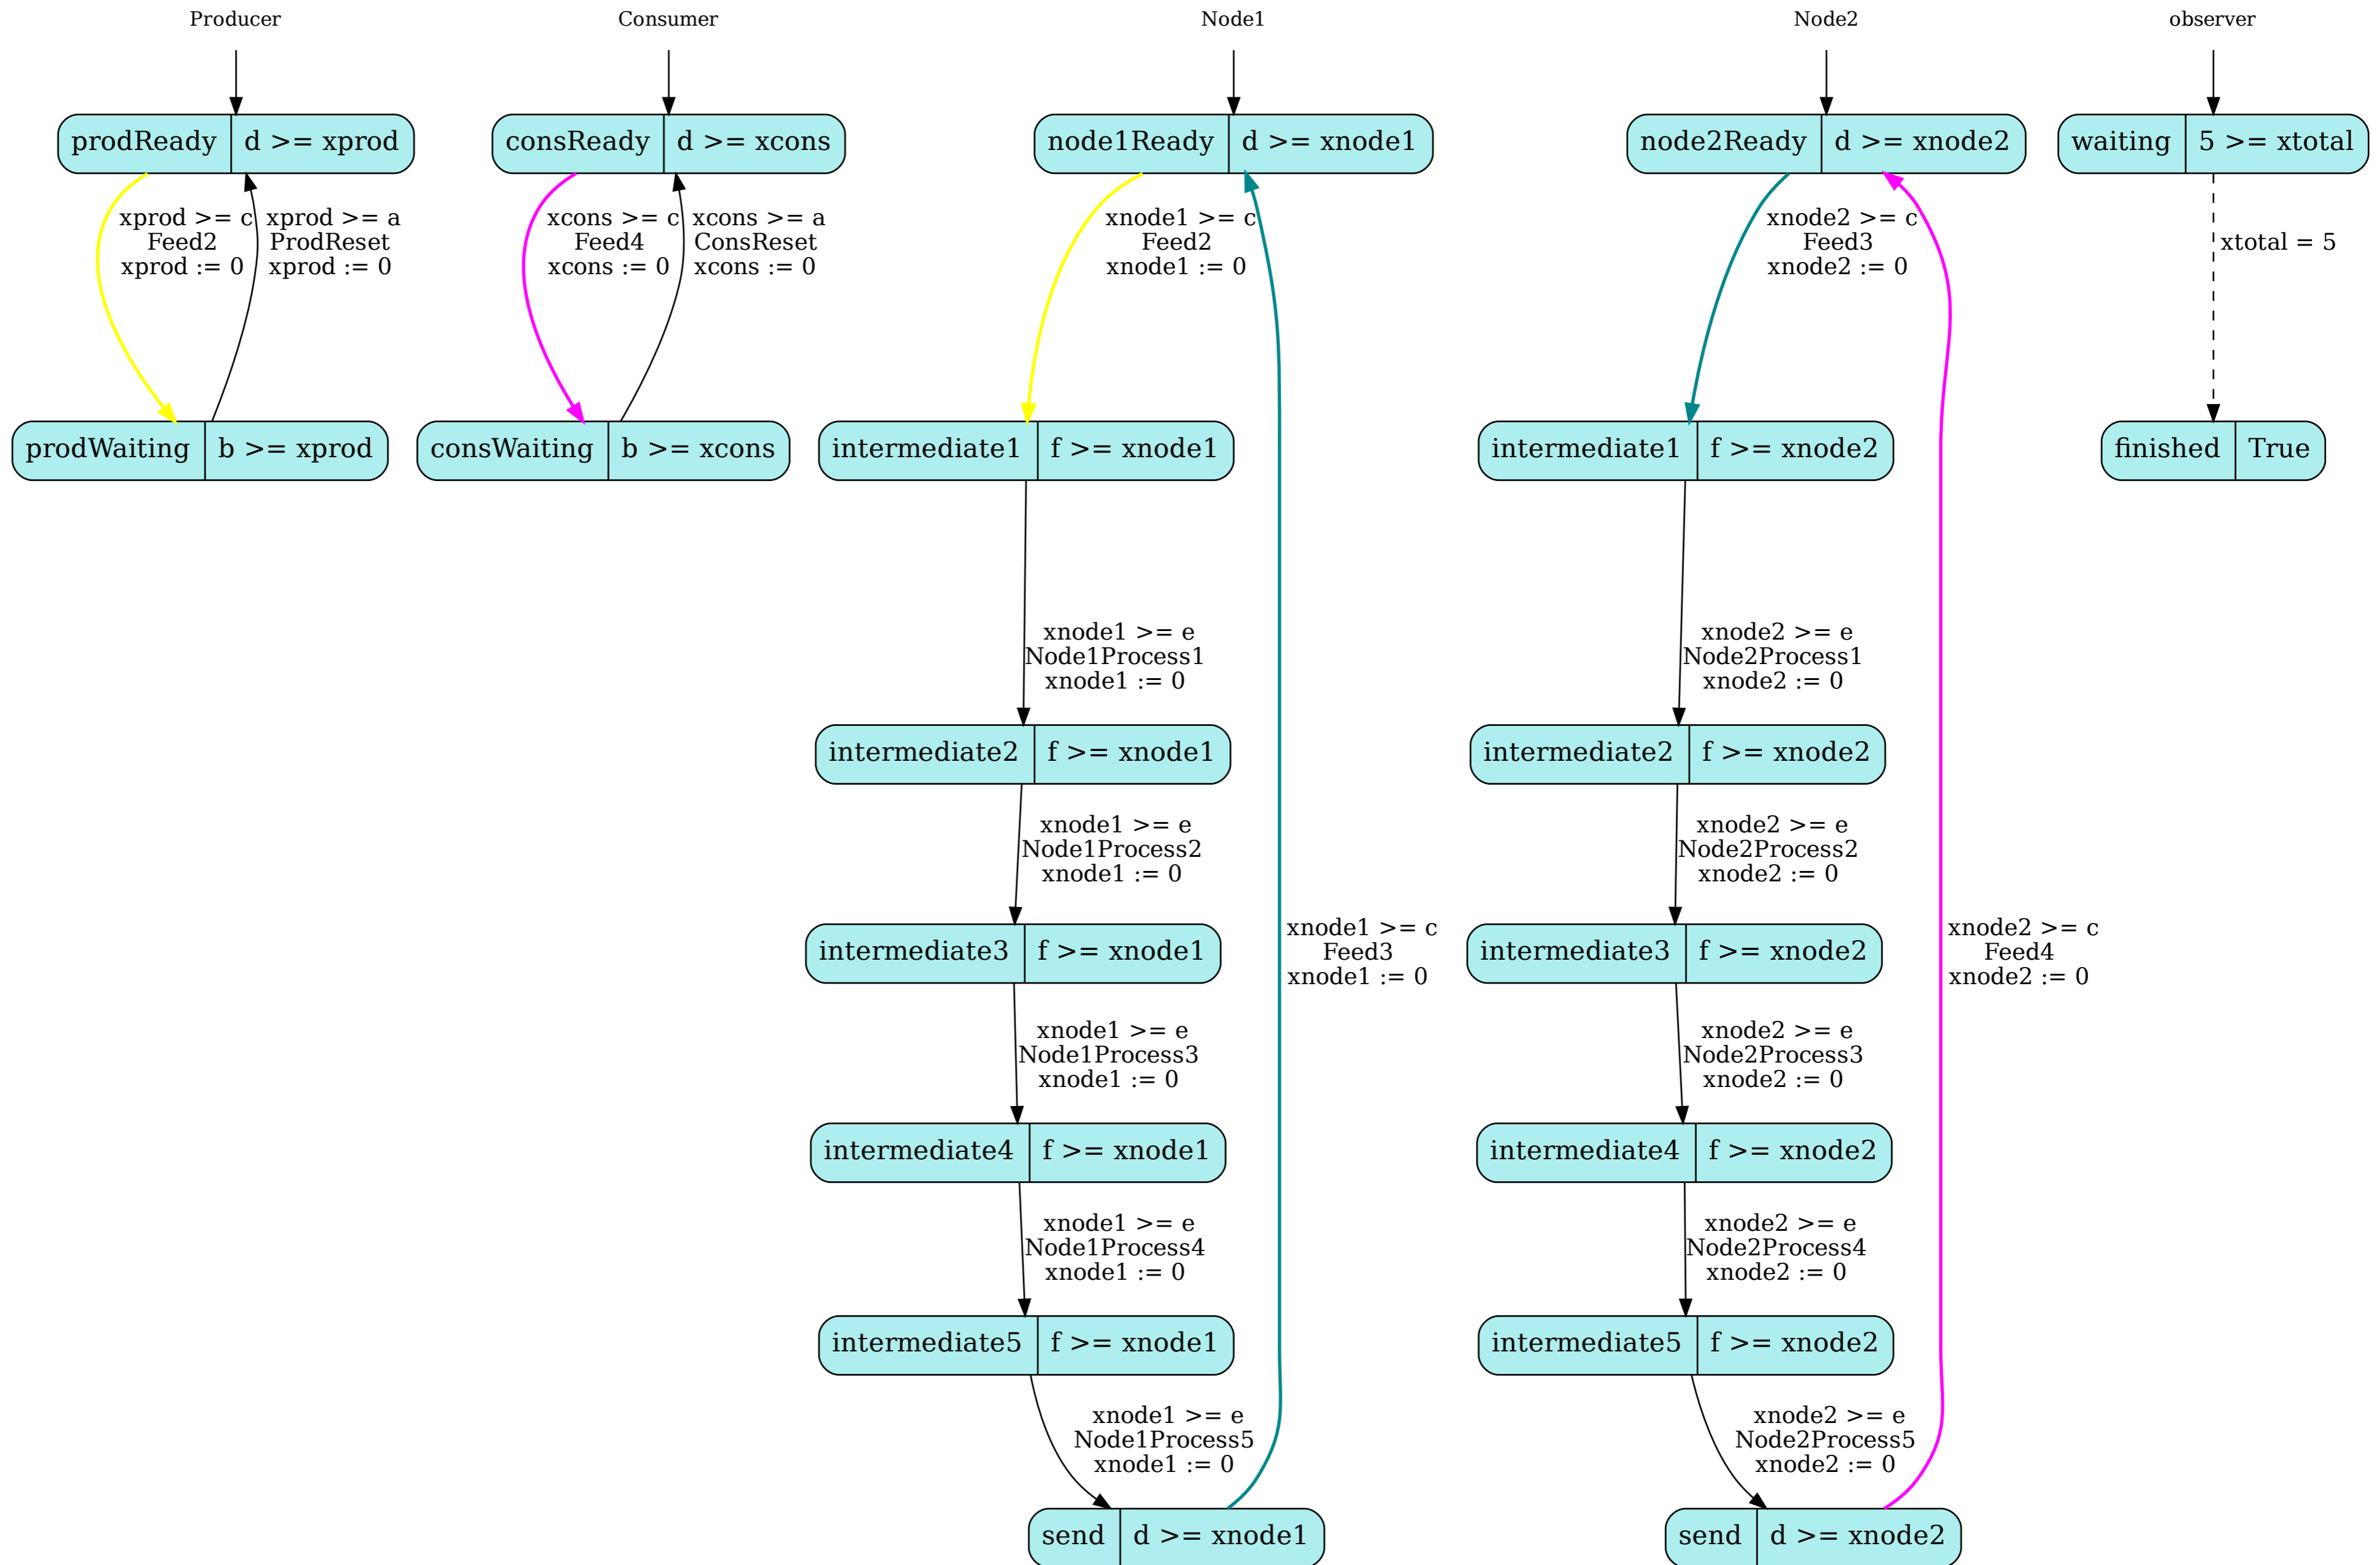 Producer
prodReady d >= xprod
xprod >= c
Feed2
xprod := 0
xprod >= a
ProdReset
xprod := 0
prodWaiting b >= xprod
Consumer
consReady d >= xcons
xcons >= c
Feed4
xcons := 0
xcons >= a
ConsReset
xcons := 0
consWaiting b >= xcons
Node1
node1Ready d >= xnode1
xnode1 >= c
Feed2
xnode1 := 0
intermediate1 f >= xnode1
xnode1 >= e
Node1Process1
xnode1 := 0
intermediate2 f >= xnode1
xnode1 >= e
Node1Process2
xnode1 := 0
intermediate3 f >= xnode1
xnode1 >= e
Node1Process3
xnode1 := 0
intermediate4 f >= xnode1
xnode1 >= e
Node1Process4
xnode1 := 0
intermediate5 f >= xnode1
xnode1 >= e
Node1Process5
xnode1 := 0
send d >= xnode1
xnode1 >= c
Feed3
xnode1 := 0
Node2
node2Ready d >= xnode2
xnode2 >= c
Feed3
xnode2 := 0
intermediate1 f >= xnode2
xnode2 >= e
Node2Process1
xnode2 := 0
intermediate2 f >= xnode2
xnode2 >= e
Node2Process2
xnode2 := 0
intermediate3 f >= xnode2
xnode2 >= e
Node2Process3
xnode2 := 0
intermediate4 f >= xnode2
xnode2 >= e
Node2Process4
xnode2 := 0
intermediate5 f >= xnode2
xnode2 >= e
Node2Process5
xnode2 := 0
send d >= xnode2
xnode2 >= c
Feed4
xnode2 := 0
observer
waiting 5 >= xtotal
xtotal = 5
finished True